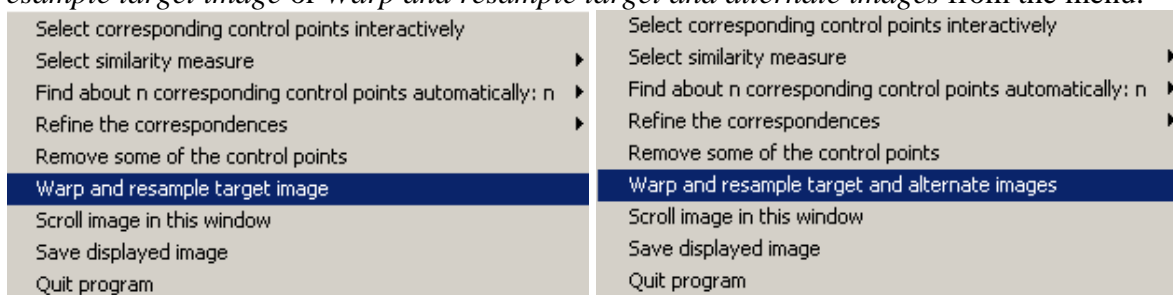 esample target image or Warp and resample target and alternate images from the menu.
Select corresponding control points interactively
Select similarity measure
Find about n corresponding control points automatically: n
Refine the correspondences
Remove some of the control points
Warp and resample target image
Scroll image in this window
Save displayed image
Quit program
Select corresponding control points interactively
Select similarity measure
Find about n corresponding control points automatically: n
Refine the correspondences
Remove some of the control points
Warp and resample target and alternate images
Scroll image in this window
Save displayed image
Quit program